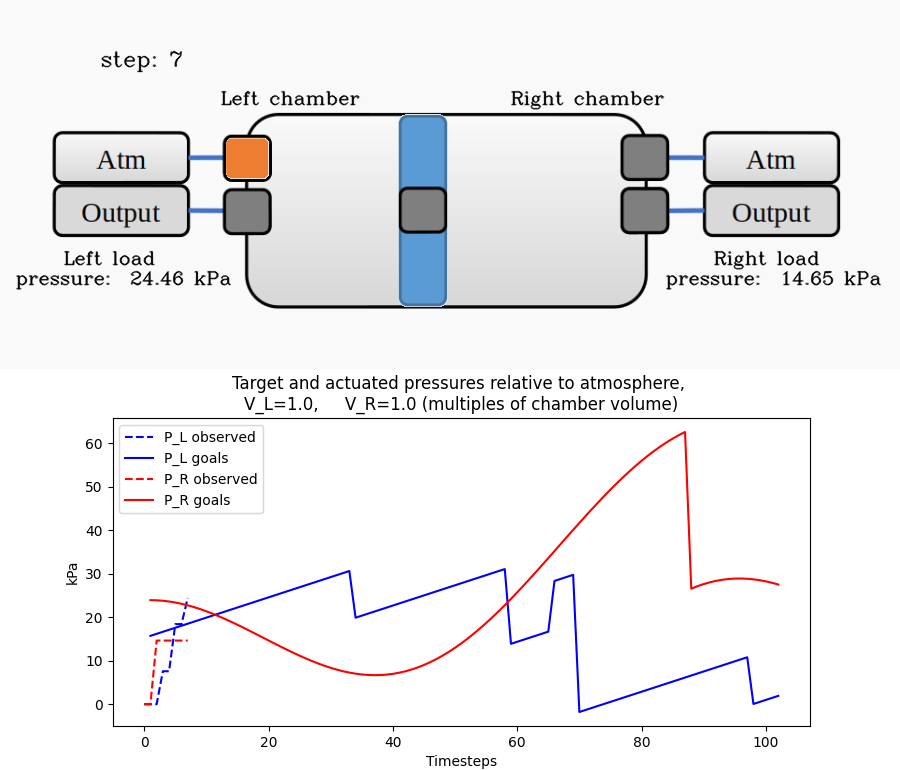 step: 7
Left chamber
Right chamber
Atm
Atm
Output
Output
Left load
pressure: 24.46 kPa
Right load
pressure: 14.65 kPa
Target and actuated pressures relative to atmosphere,
V_L=1.0, V_R=1.0 (multiples of chamber volume)
P_L observed
P_L goals
P_R observed
P_R goals
60
50
40
30
20
10
0
kPa
0 20 40 60 80 100
Timesteps